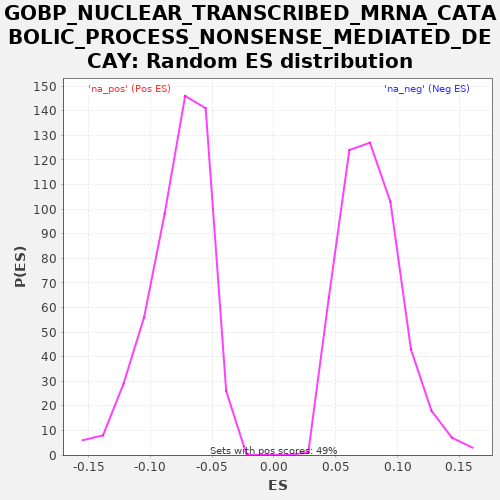 GOBP_NUCLEAR_TRANSCRIBED_MRNA_CATA
BOLIC_PROCESS_NONSENSE_MEDIATED_DE
CAY: Random ES distribution
'na_pos' (Pos ES)
'na_neg' (Neg ES)
150
140
130
120
110
100
90
80
70
60
50
40
30
20
10
0
P(ES)
Sets with pos scores: 49%
-0.15
-0.10
-0.05
0.00
0.05
0.10
0.15
ES